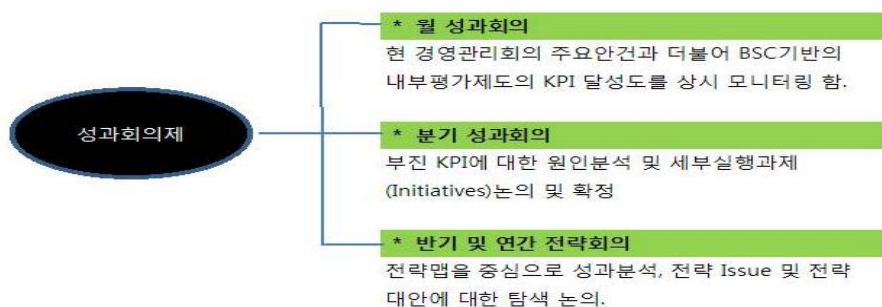 성과회의제
* 월 성과회의
현 경영관리회의 주요안건과 더불어 BSC기반의
내부평가제도의 KPI 달성도를 상시 모니터링 함.
* 분기 성과회의
부진 KPI에 대한 원인분석 및 세부실행과제
(Initiatives)논의 및 확정
* 반기 및 연간 전략회의
전략맵을 중심으로 성과분석, 전략 Issue 및 전략
대안에 대한 탐색 논의.